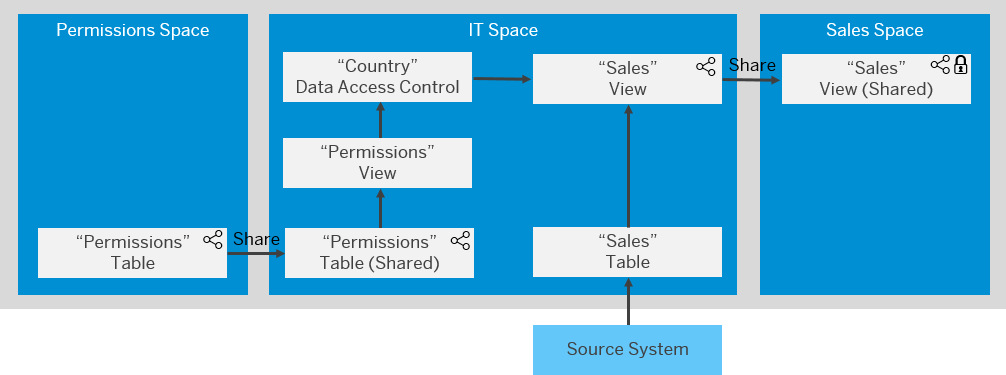 Permissions Space
IT Space
Sales Space
“Country”
Data Access Control
“Sales”
View
Share
“Sales”
View (Shared)
“Permissions”
View
“Permissions”
Table
Share
“Permissions”
Table (Shared)
“Sales”
Table
Source System